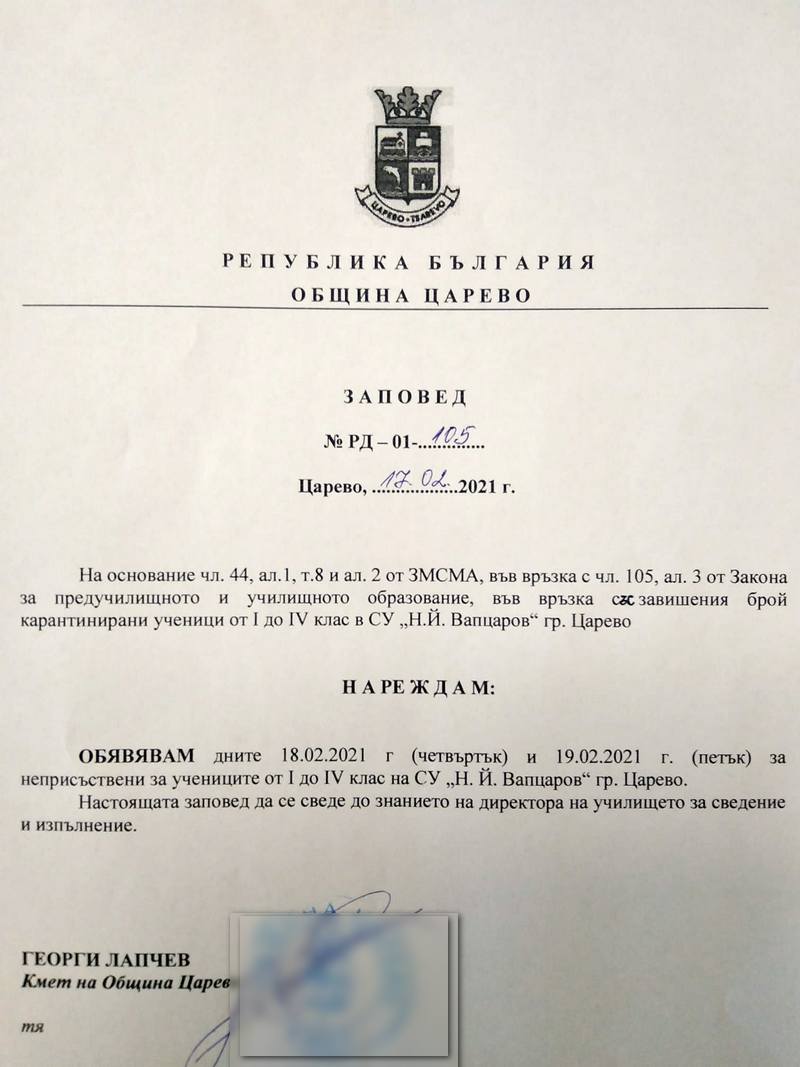 ЦАРЕВО • TSAREVO
РЕПУБЛИКА БЪЛГАРИЯ
ОБЩИНА ЦАРЕВО
ЗАПОВЕД
№ РД – 01-...105...
Царево, ...17.02...2021 г.
На основание чл. 44, ал.1, т.8 и ал. 2 от ЗМСМА, във връзка с чл. 105, ал. 3 от Закона
за предучилищното и училищното образование, във връзка със завишения брой
карантинирани ученици от I до IV клас в СУ „Н.Й. Вапцаров“ гр. Царево
НАРЕЖДАМ:
ОБЯВЯВАМ дните 18.02.2021 г (четвъртък) и 19.02.2021 г. (петък) за
неприсъствени за учениците от I до IV клас на СУ „Н. Й. Вапцаров“ гр. Царево.
Настоящата заповед да се сведе до знанието на директора на училището за сведение
и изпълнение.
ГЕОРГИ ЛАПЧЕВ
Кмет на Община Царев
тя